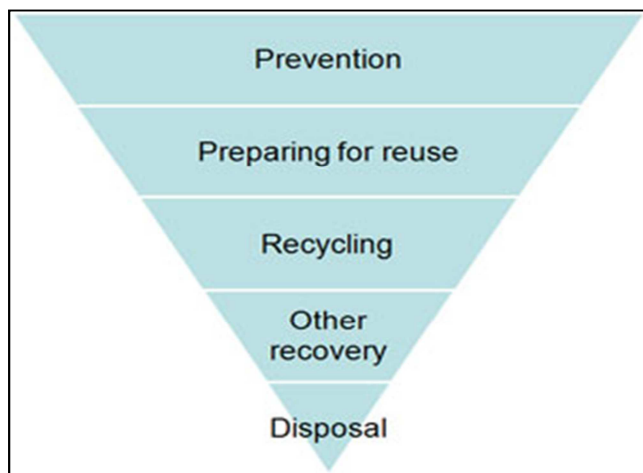 Prevention
Preparing for reuse
Recycling
Other
recovery
Disposal